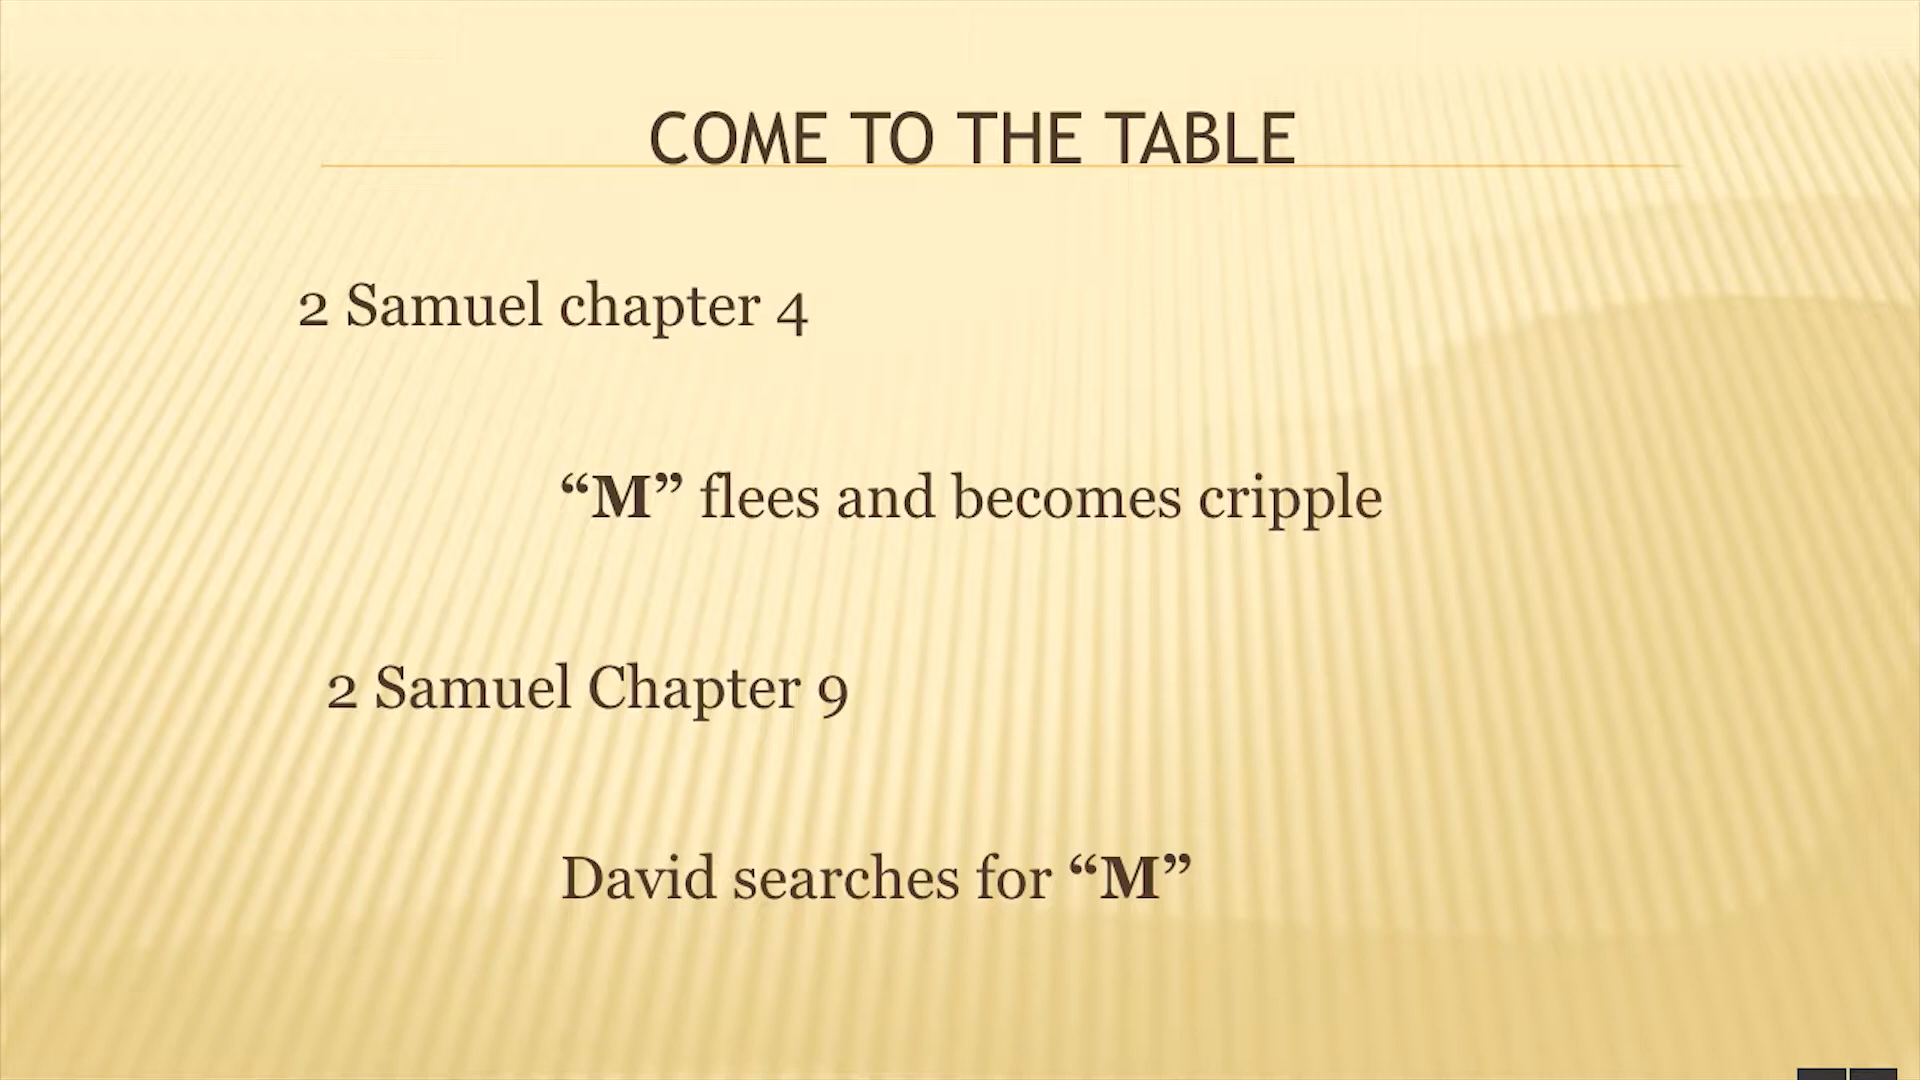 COME TO THE TABLE
2 Samuel chapter 4
“M” flees and becomes cripple
2 Samuel Chapter 9
David searches for “M”